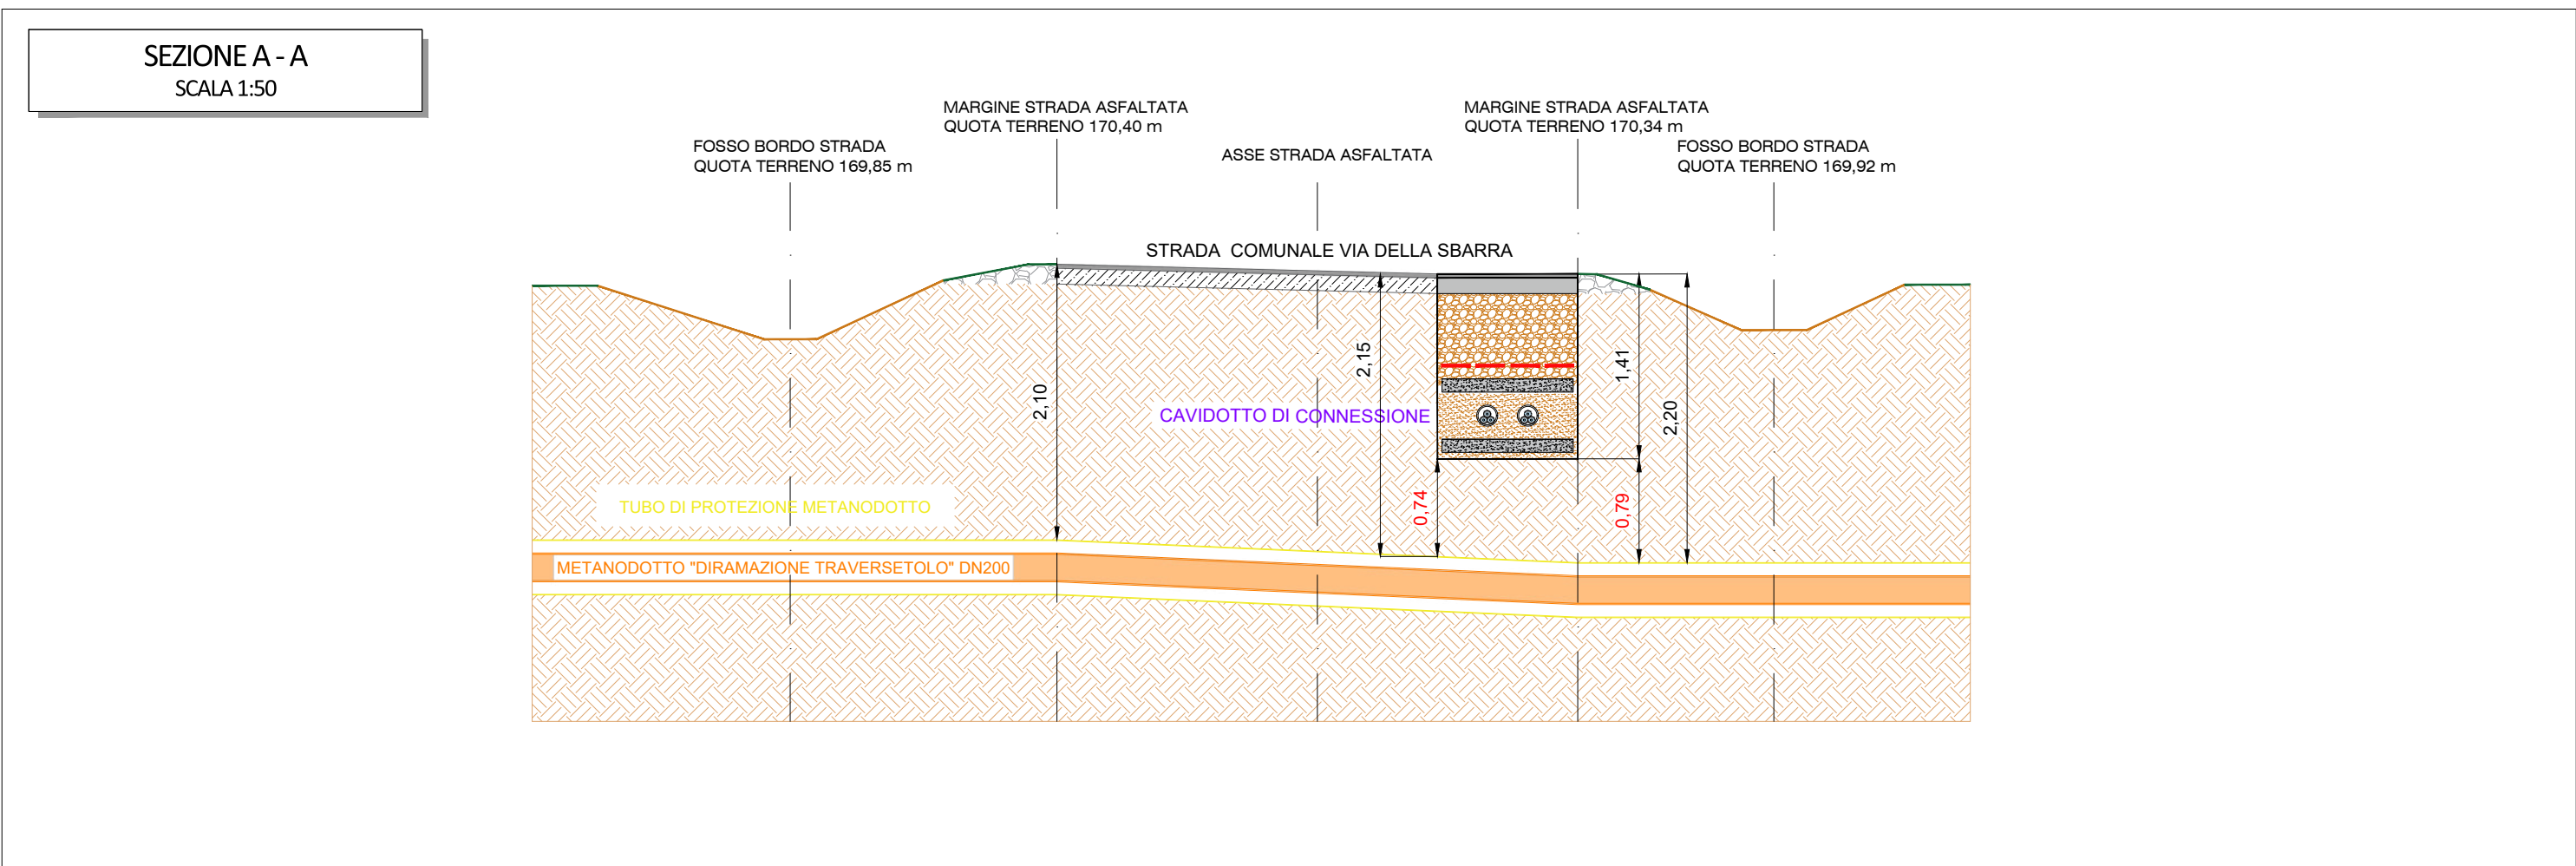 SEZIONE A - A
SCALA 1:50
MARGINE STRADA ASFALTATA
QUOTA TERRENO 170,40 m
MARGINE STRADA ASFALTATA
QUOTA TERRENO 170,34 m
FOSSO BORDO STRADA
QUOTA TERRENO 169,85 m
ASSE STRADA ASFALTATA
FOSSO BORDO STRADA
QUOTA TERRENO 169,92 m
STRADA COMUNALE VIA DELLA SBARRA
2,10
2,15
1,41
2,20
CAVIDOTTO DI CONNESSIONE
0,74
0,79
TUBO DI PROTEZIONE METANODOTTO
METANODOTTO "DIRAMAZIONE TRAVERSETOLO" DN200